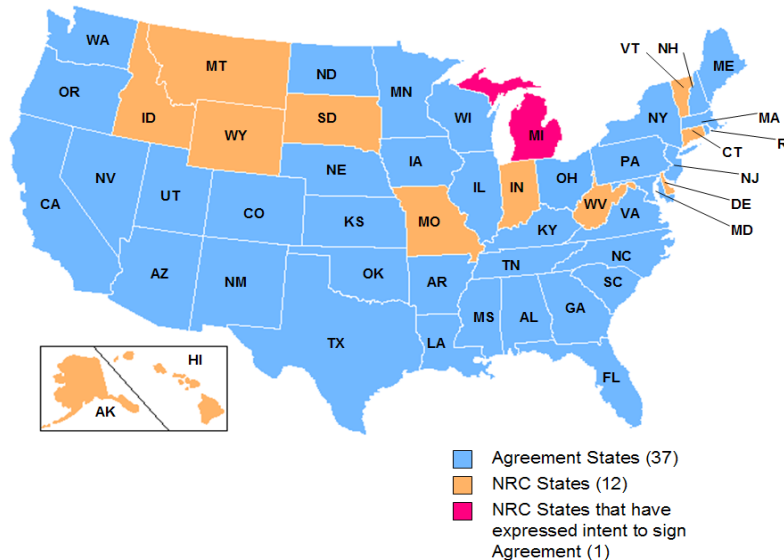 WA
MT
ND
MN
VT
NH
ME
OR
ID
SD
WI
MI
NY
MA
R
WY
CT
NV
NE
IA
PA
NJ
UT
IL
IN
OH
DE
CA
CO
KS
MO
WV
VA
MD
KY
AZ
NM
OK
AR
TN
NC
SC
MS
AL
GA
TX
LA
FL
HI
AK
Agreement States (37)
NRC States (12)
NRC States that have
expressed intent to sign
Agreement (1)